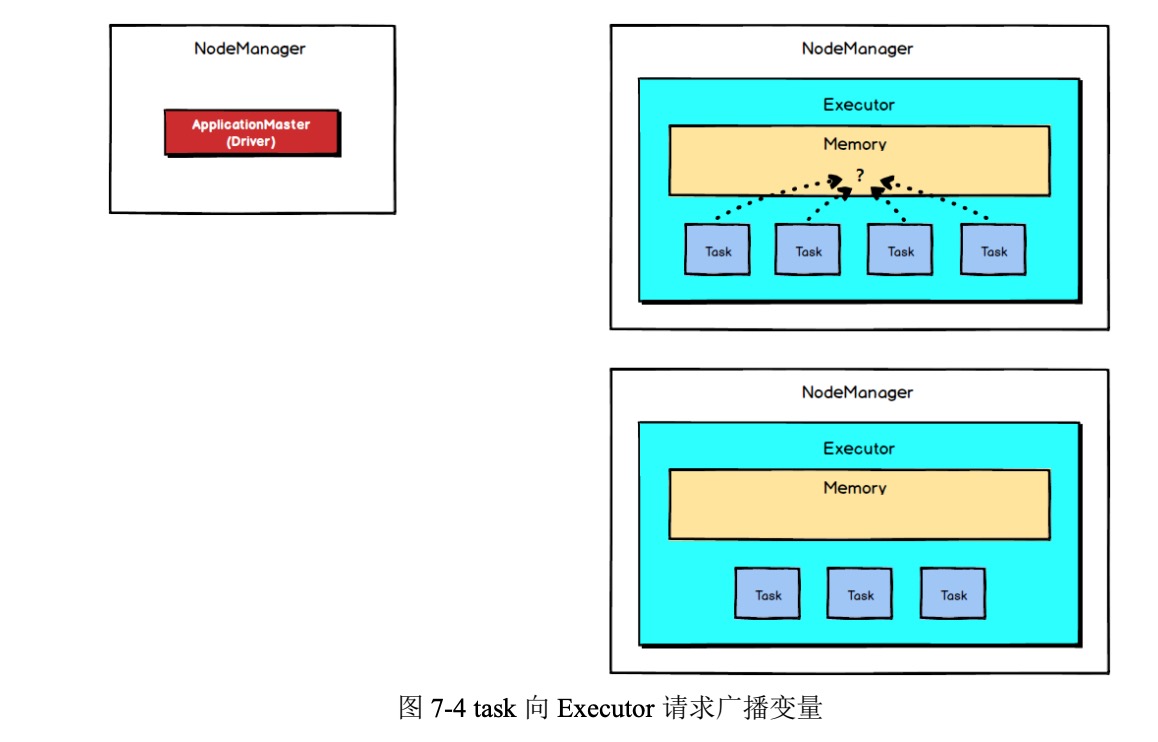 NodeManager
ApplicationMaster
(Driver)
NodeManager
Executor
Memory
?
Task
Task
Task
Task
NodeManager
Executor
Memory
Task
Task
Task
图 7-4 task 向 Executor 请求广播变量